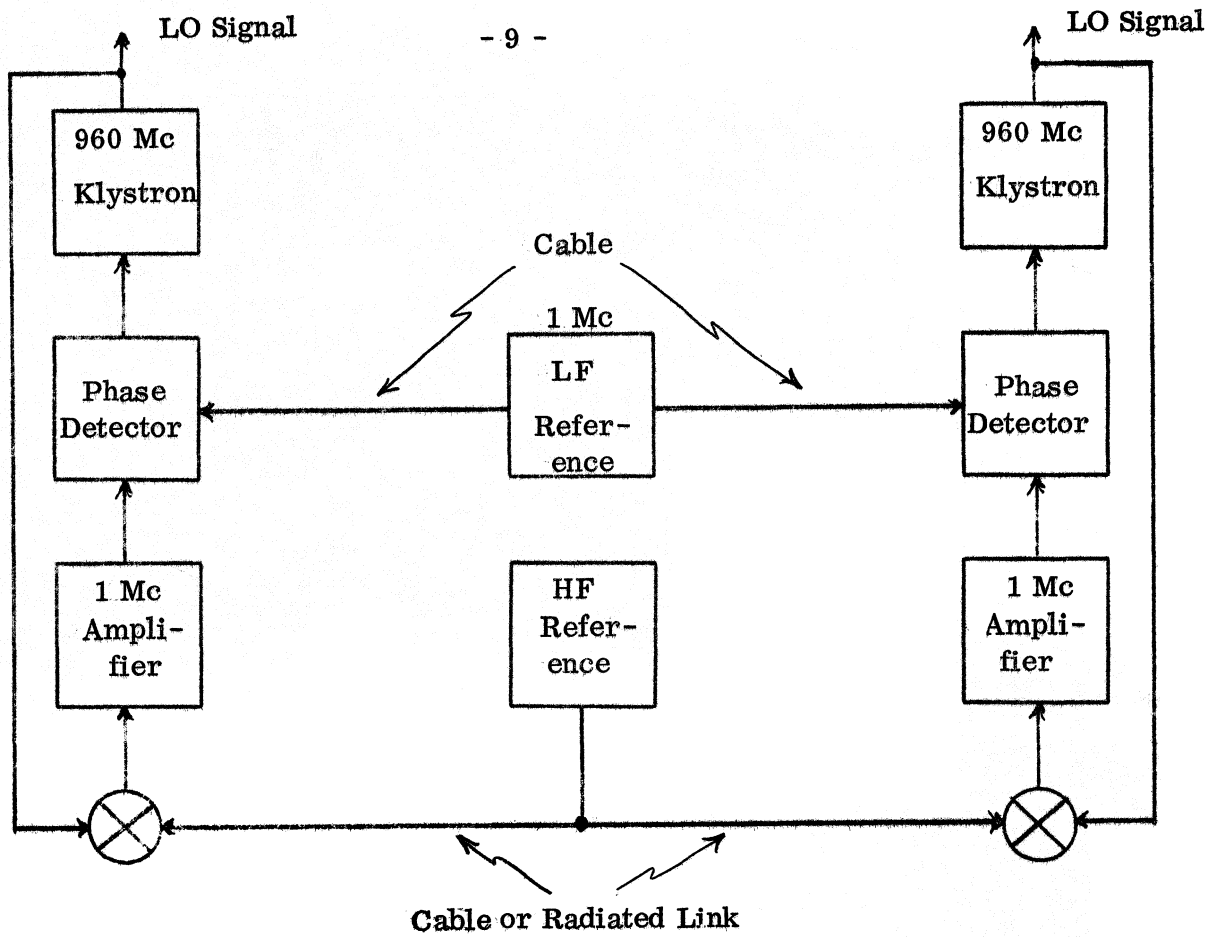 LO Signal
- 9 -
LO Signal
960 Mc
Klystron
960 Mc
Klystron
Cable
1 Mc
LF
Refer-
ence
Phase
Detector
Phase
Detector
1 Mc
Ampli-
fier
HF
Refer-
ence
1 Mc
Ampli-
fier
Cable or Radiated Link